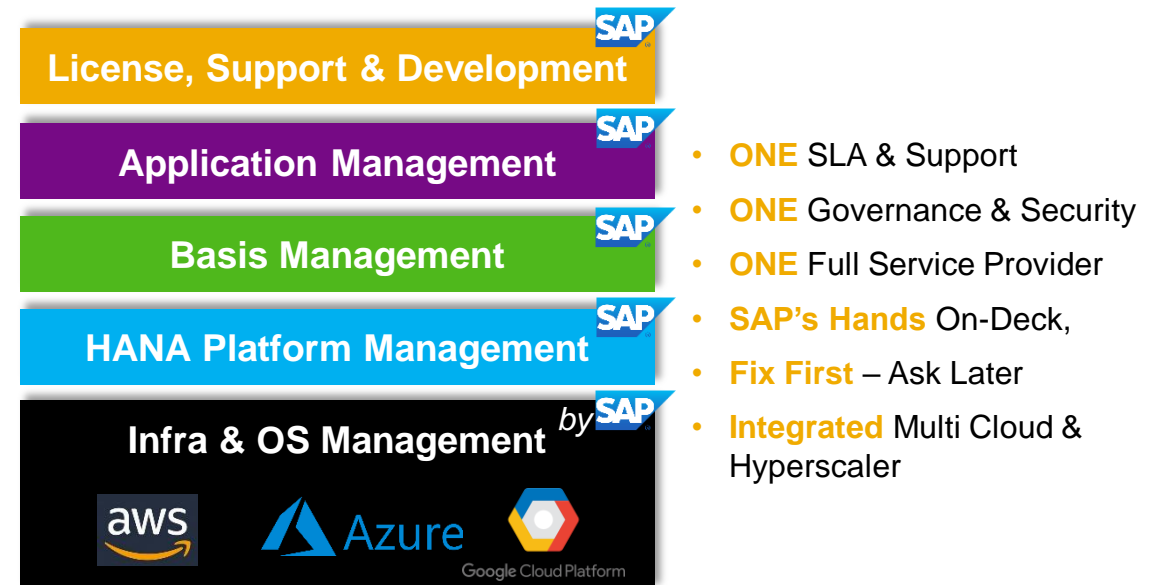 SAP
License, Support & Development
SAP
Application Management
SAP
Basis Management
SAP
HANA Platform Management
by SAP
Infra & OS Management
aws
Azure
Google Cloud Platform
• ONE SLA & Support
• ONE Governance & Security
• ONE Full Service Provider
• SAP's Hands On-Deck,
• Fix First – Ask Later
• Integrated Multi Cloud &
Hyperscaler